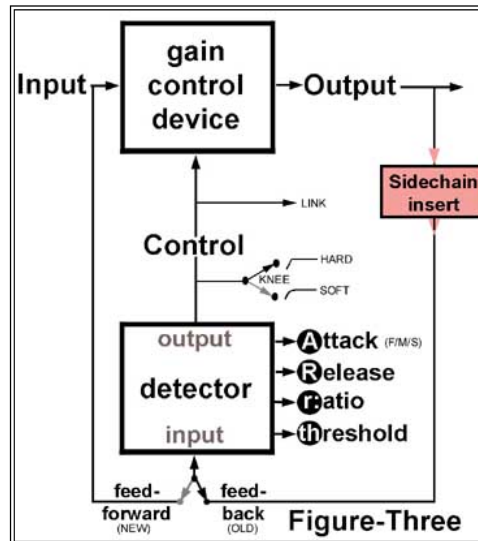 gain
control
device
Input
Output
Sidechain
insert
LINK
Control
HARD
KNEE
SOFT
output
Attack (F/M/S)
Release
detector
r:atio
input
threshold
feed-
forward
(NEW)
feed-
back
(OLD)
Figure-Three